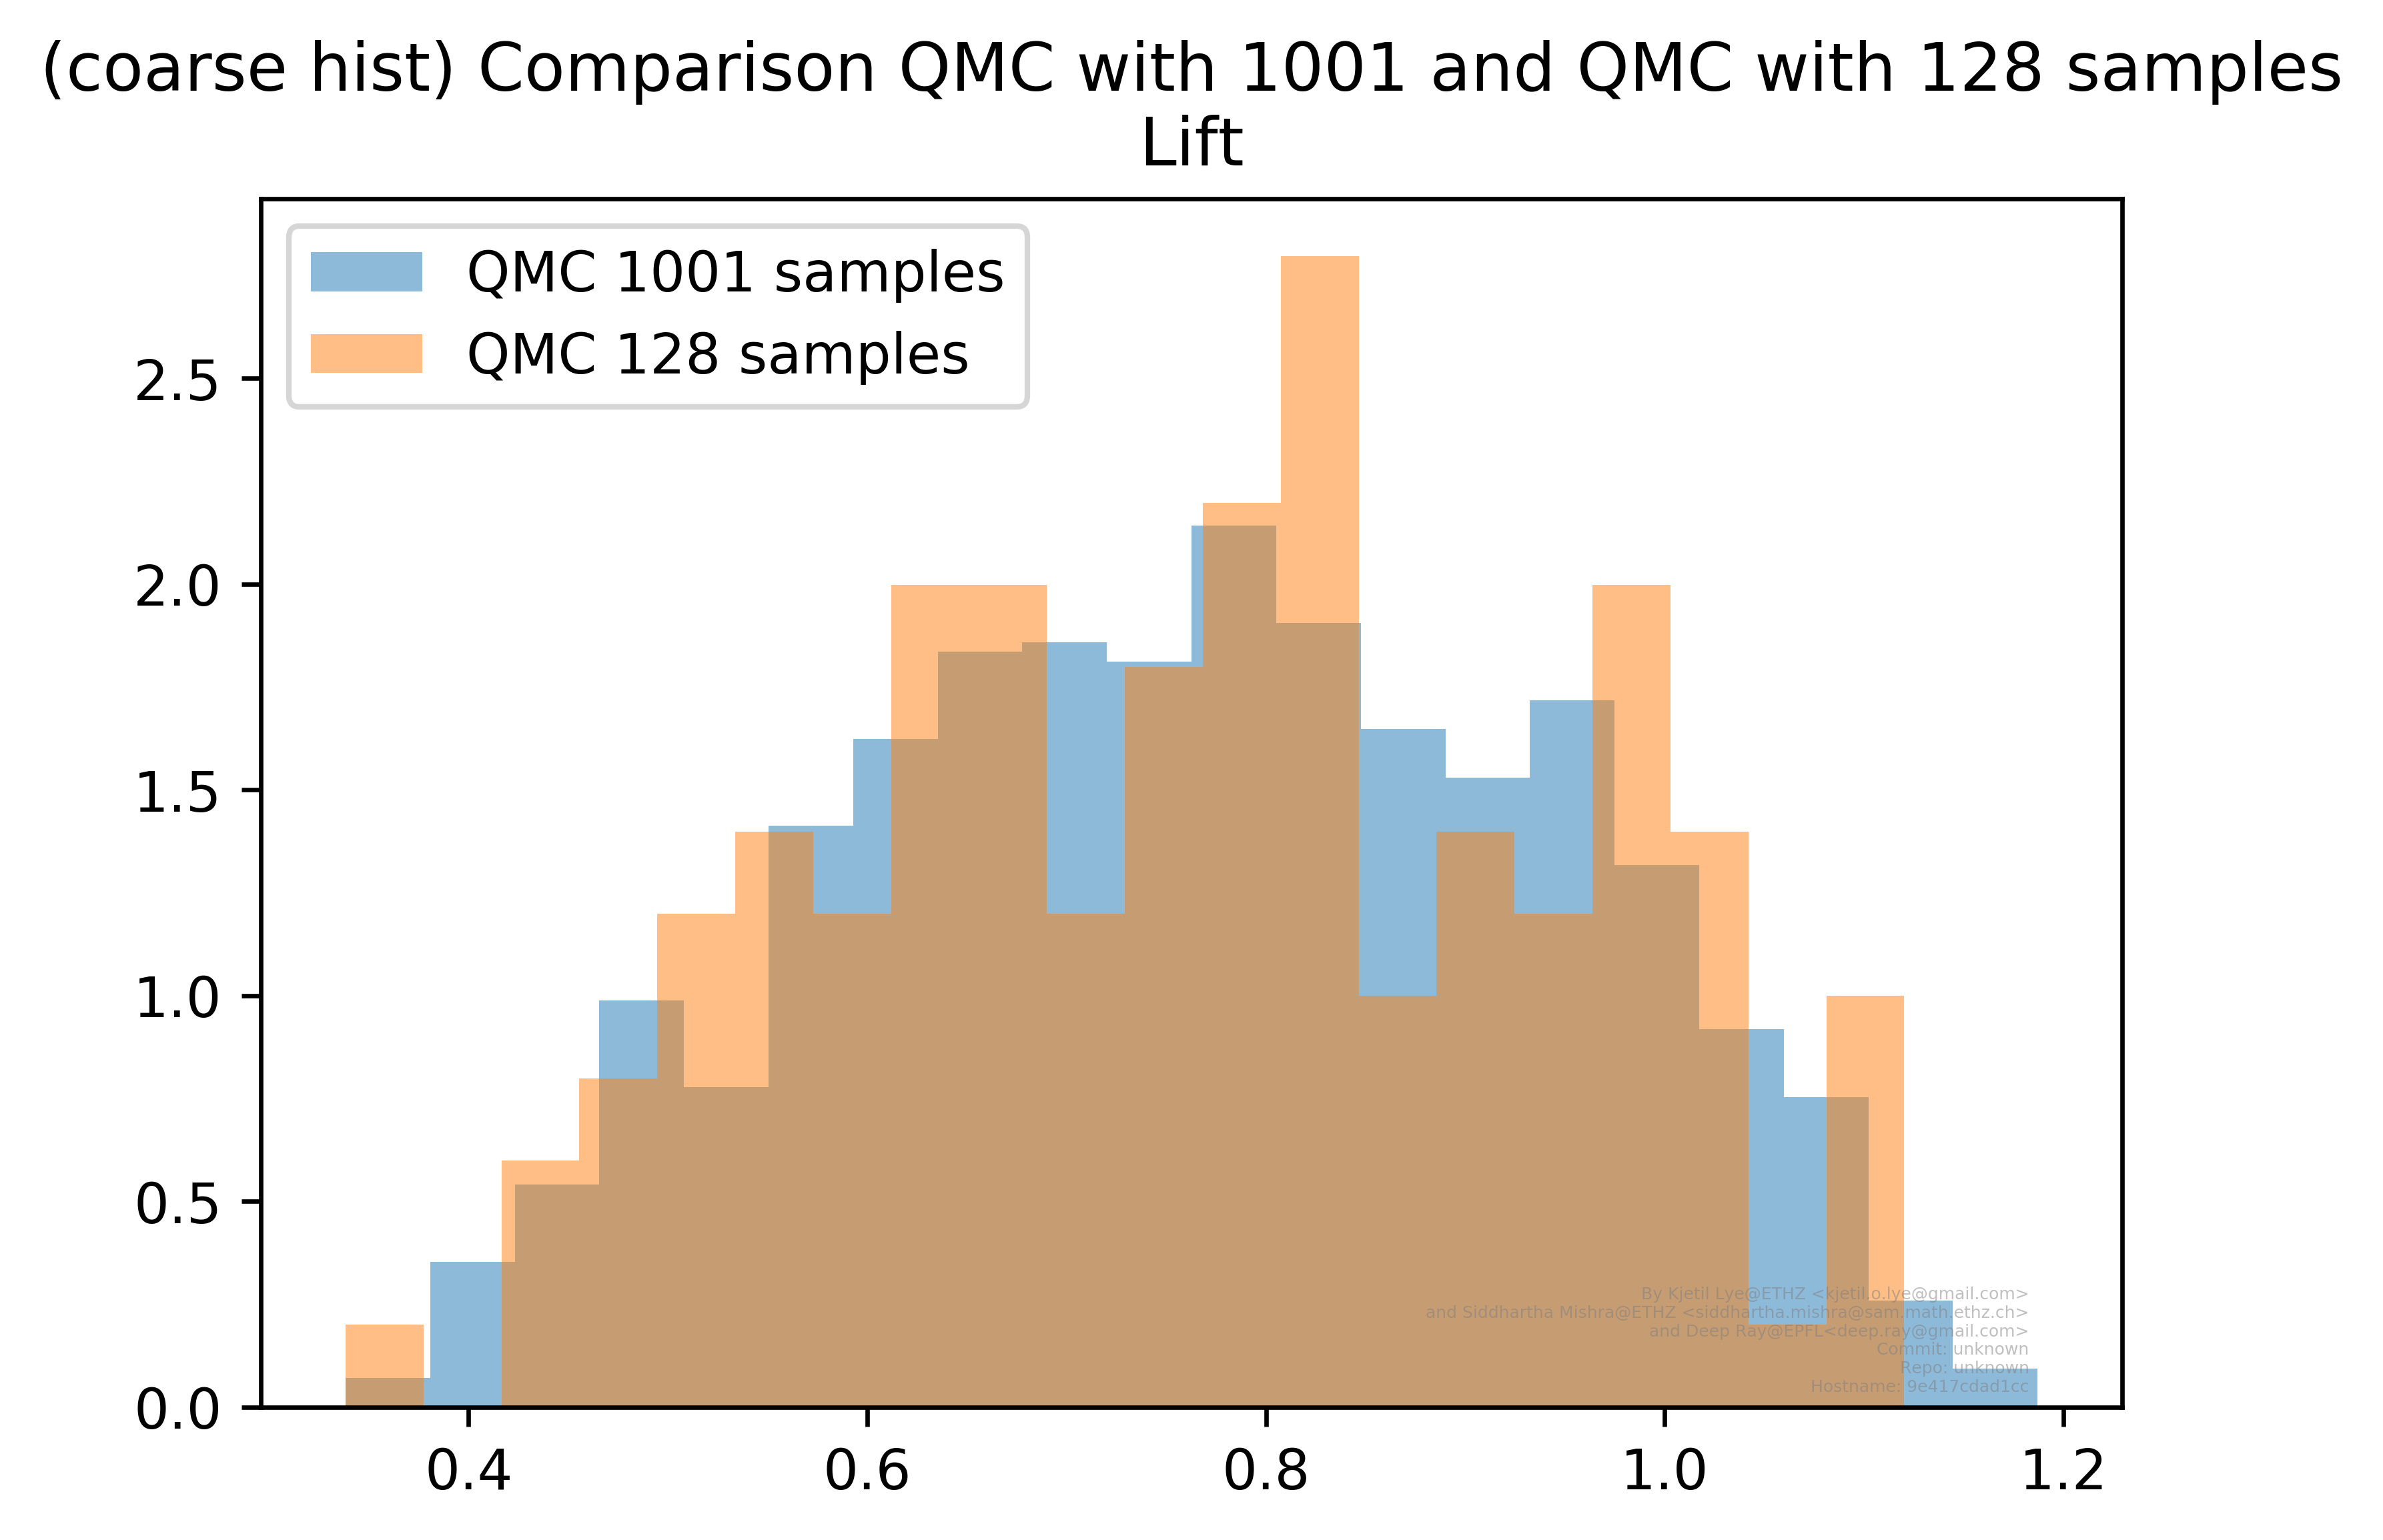 (coarse hist) Comparison QMC with 1001 and QMC with 128 samples
Lift
QMC 1001 samples
QMC 128 samples
2.5
2.0
1.5
1.0
0.5
0.0
0.4 0.6 0.8 1.0 1.2
By Kjetil Lye@ETHZ <kjetil.o.lye@gmail.com>
and Siddhartha Mishra@ETHZ <siddhartha.mishra@sam.math.ethz.ch>
and Deep Ray@EPFL<deep.ray@gmail.com>
Commit: unknown
Repo: unknown
Hostname: 9e417cdad1cc